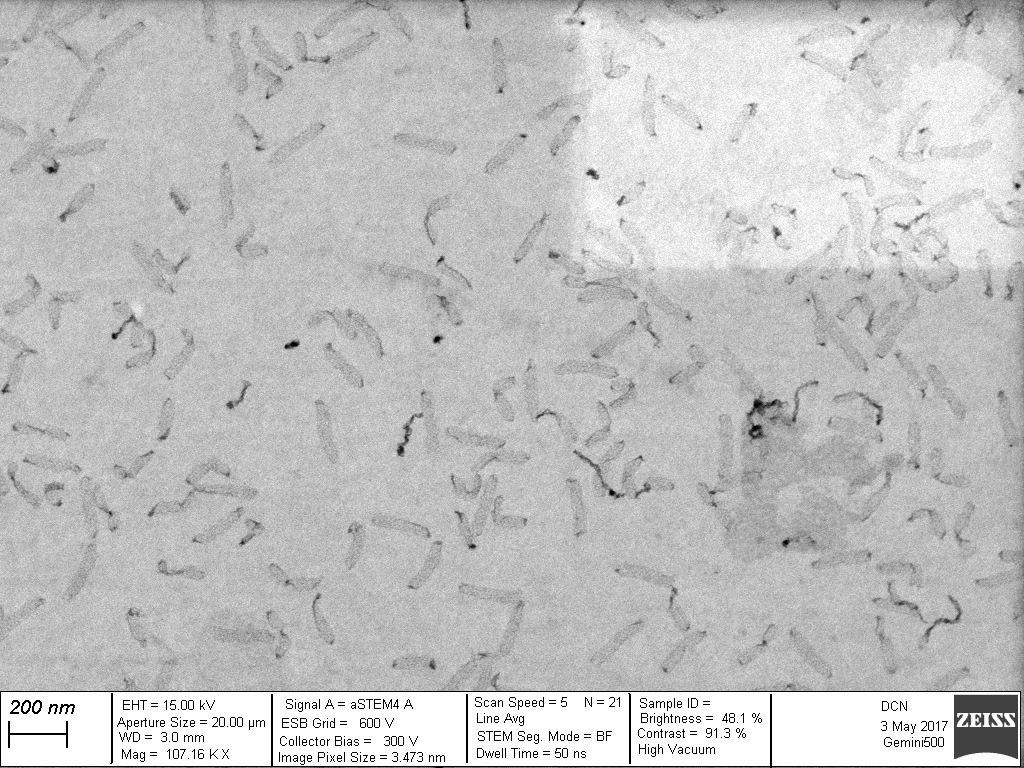 200 nm
EHT = 15.00 kV
Aperture Size = 20.00 µm
WD = 3.0 mm
Mag = 107.16 K X
Signal A = aSTEM4 A
ESB Grid = 600 V
Collector Bias = 300 V
Image Pixel Size = 3.473 nm
Scan Speed = 5 N = 21
Line Avg
STEM Seg. Mode = BF
Dwell Time = 50 ns
Sample ID =
Brightness = 48.1 %
Contrast = 91.3 %
High Vacuum
DCN
3 May 2017
Gemini500
ZEISS